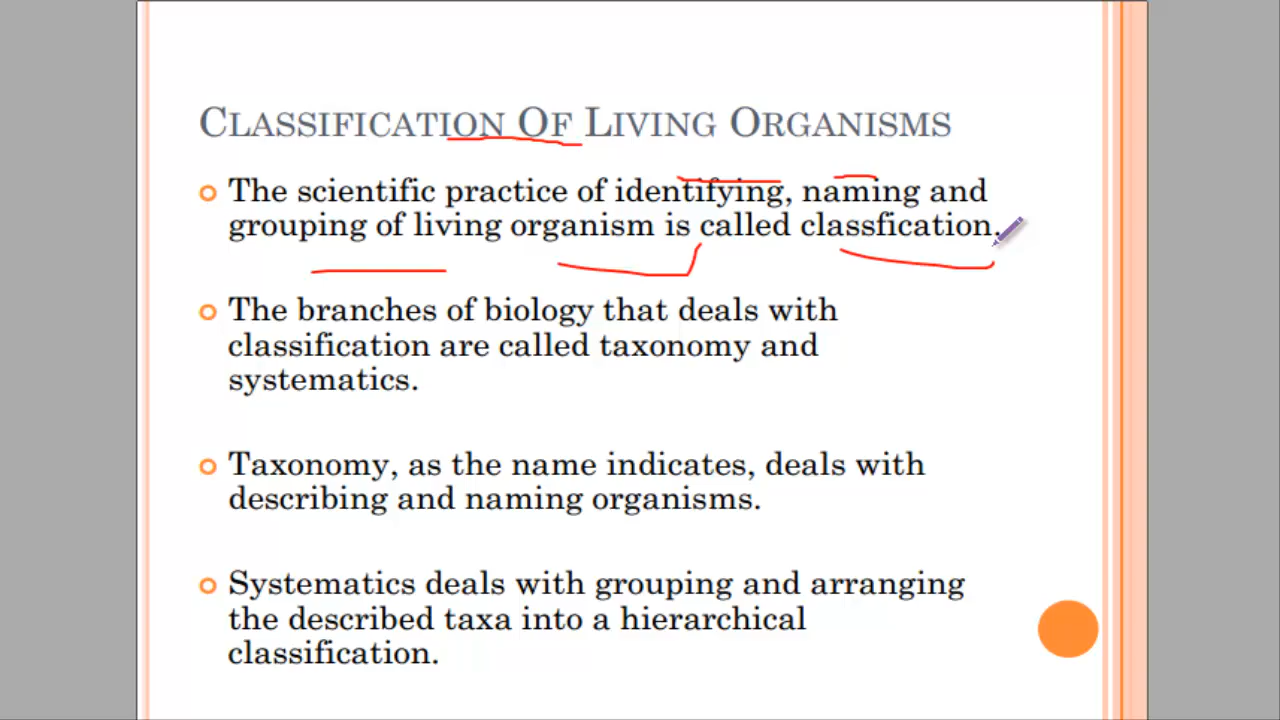 CLASSIFICATION OF LIVING ORGANISMS
The scientific practice of identifying, naming and
grouping of living organism is called classfication.
The branches of biology that deals with
classification are called taxonomy and
systematics.
Taxonomy, as the name indicates, deals with
describing and naming organisms.
Systematics deals with grouping and arranging
the described taxa into a hierarchical
classification.